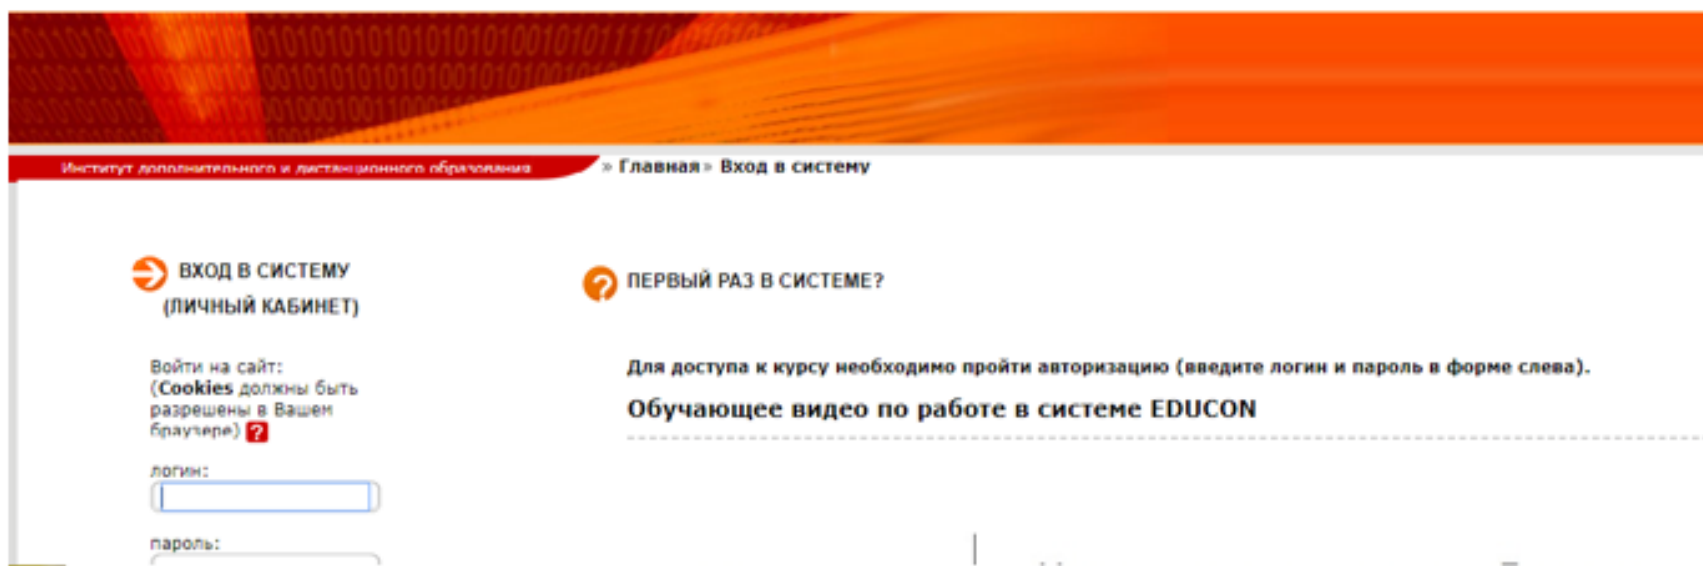 Институт дополнительного и дистанционного образования
» Главная » Вход в систему
ВХОД В СИСТЕМУ
(ЛИЧНЫЙ КАБИНЕТ)
Войти на сайт:
(Cookies должны быть
разрешены в Вашем
браузере) ?
логин:
пароль:
? ПЕРВЫЙ РАЗ В СИСТЕМЕ?
Для доступа к курсу необходимо пройти авторизацию (введите логин и пароль в форме слева).
Обучающее видео по работе в системе EDUCON